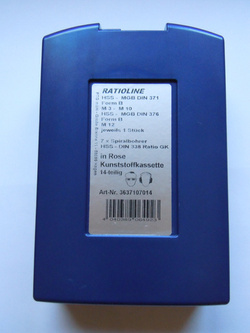 RATIOLINE
HSS - MGB DIN 371
Form B
M 3 - M 10
HSS - MGB DIN 376
Form B
M 12
jeweils 1 Stück
7 x Spiralbohrer
HSS - DIN 338 Ratio GK
in Rose
Kunststoffkassette
14-teilig
Art-Nr. 3637107014